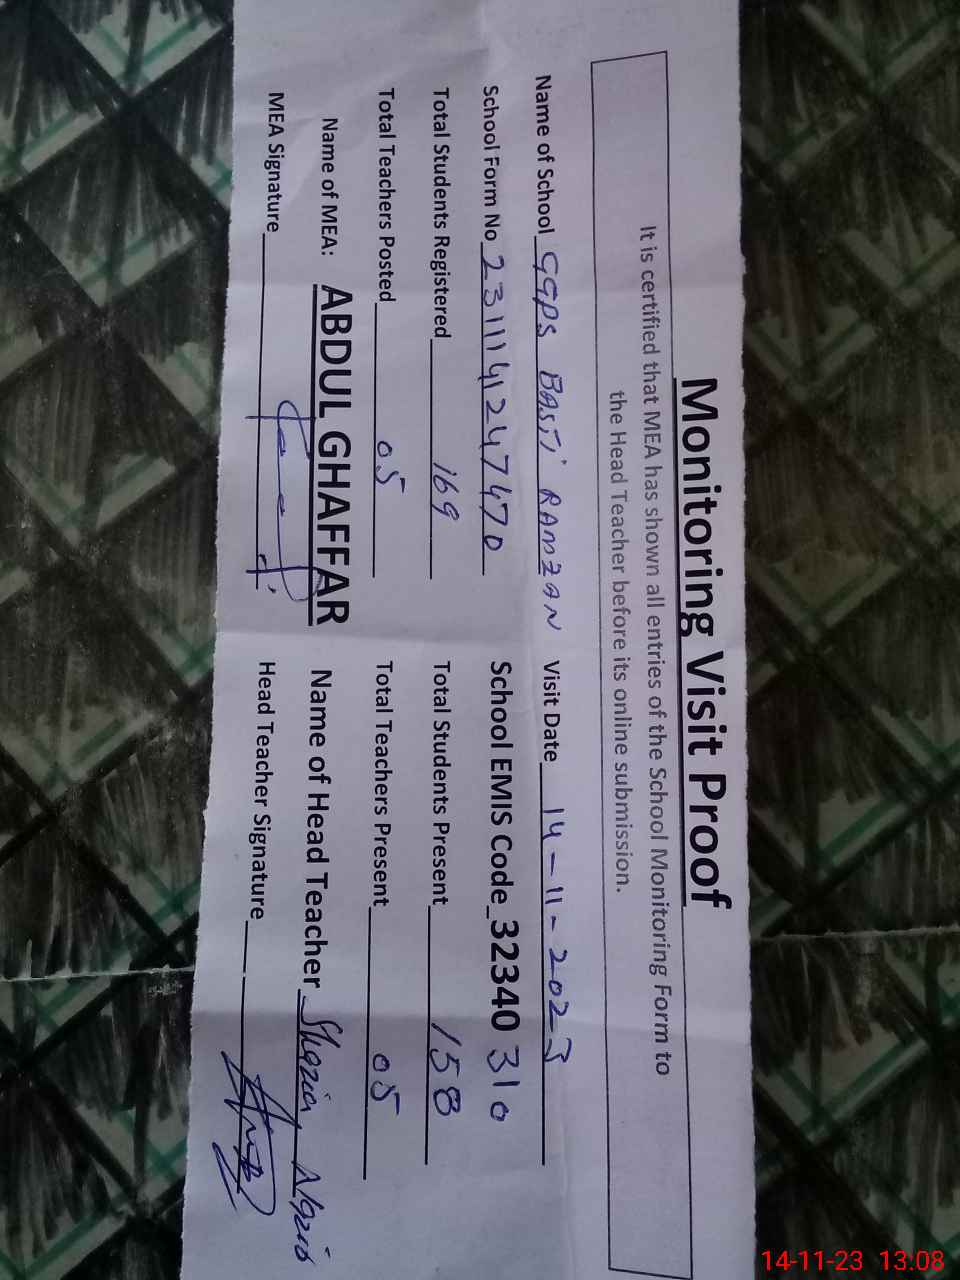 Monitoring Visit Proof
It is certified that MEA has shown all entries of the School Monitoring Form to
the Head Teacher before its online submission.
Name of School GGPS BASTI RAMZAN Visit Date 14-11-2023
School Form No 2311141247470 School EMIS Code_32340 310
Total Students Registered 169 Total Students Present 158
Total Teachers Posted 05 Total Teachers Present 05
Name of MEA: ABDUL GHAFFAR Name of Head Teacher Shazia
MEA Signature Head Teacher Signature
14-11-23 13:08